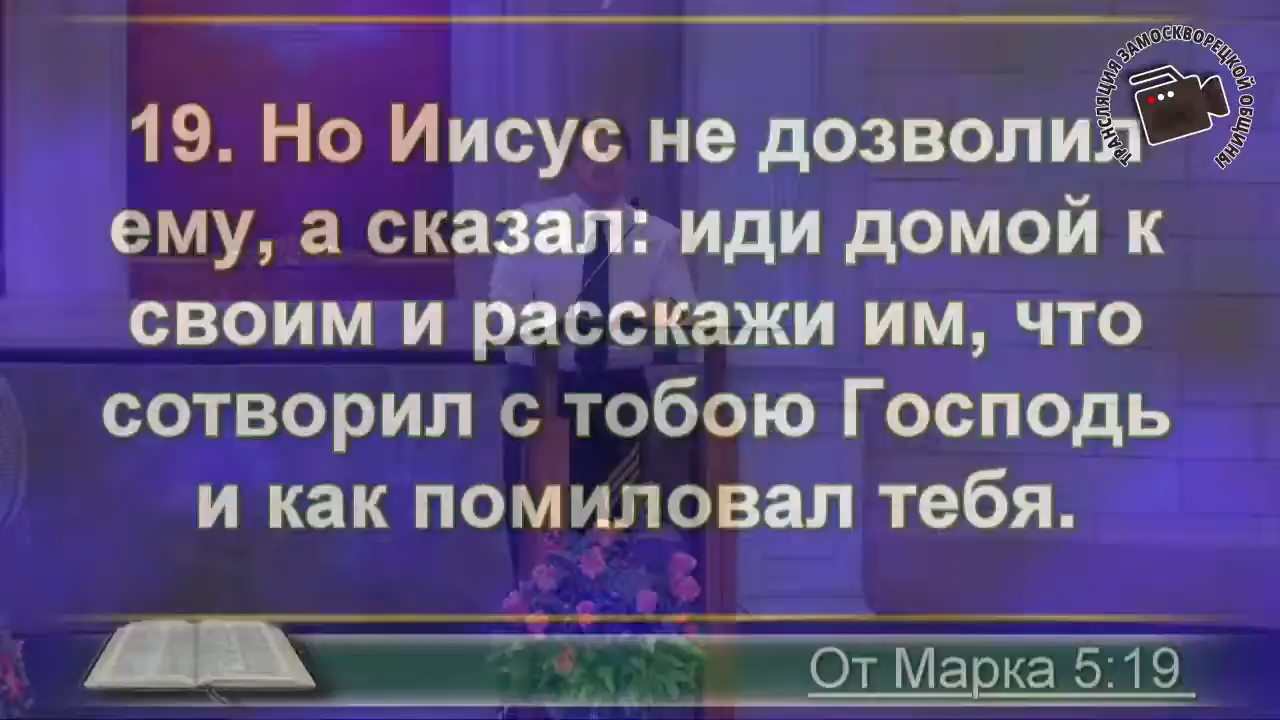 ТРАНСЛЯЦИЯ ЗАМОСКВОРЕЦКОЙ ОБЩИНЫ
19. Но Иисус не дозволил
ему, а сказал: иди домой к
своим и расскажи им, что
сотворил с тобою Господь
и как помиловал тебя.
От Марка 5:19